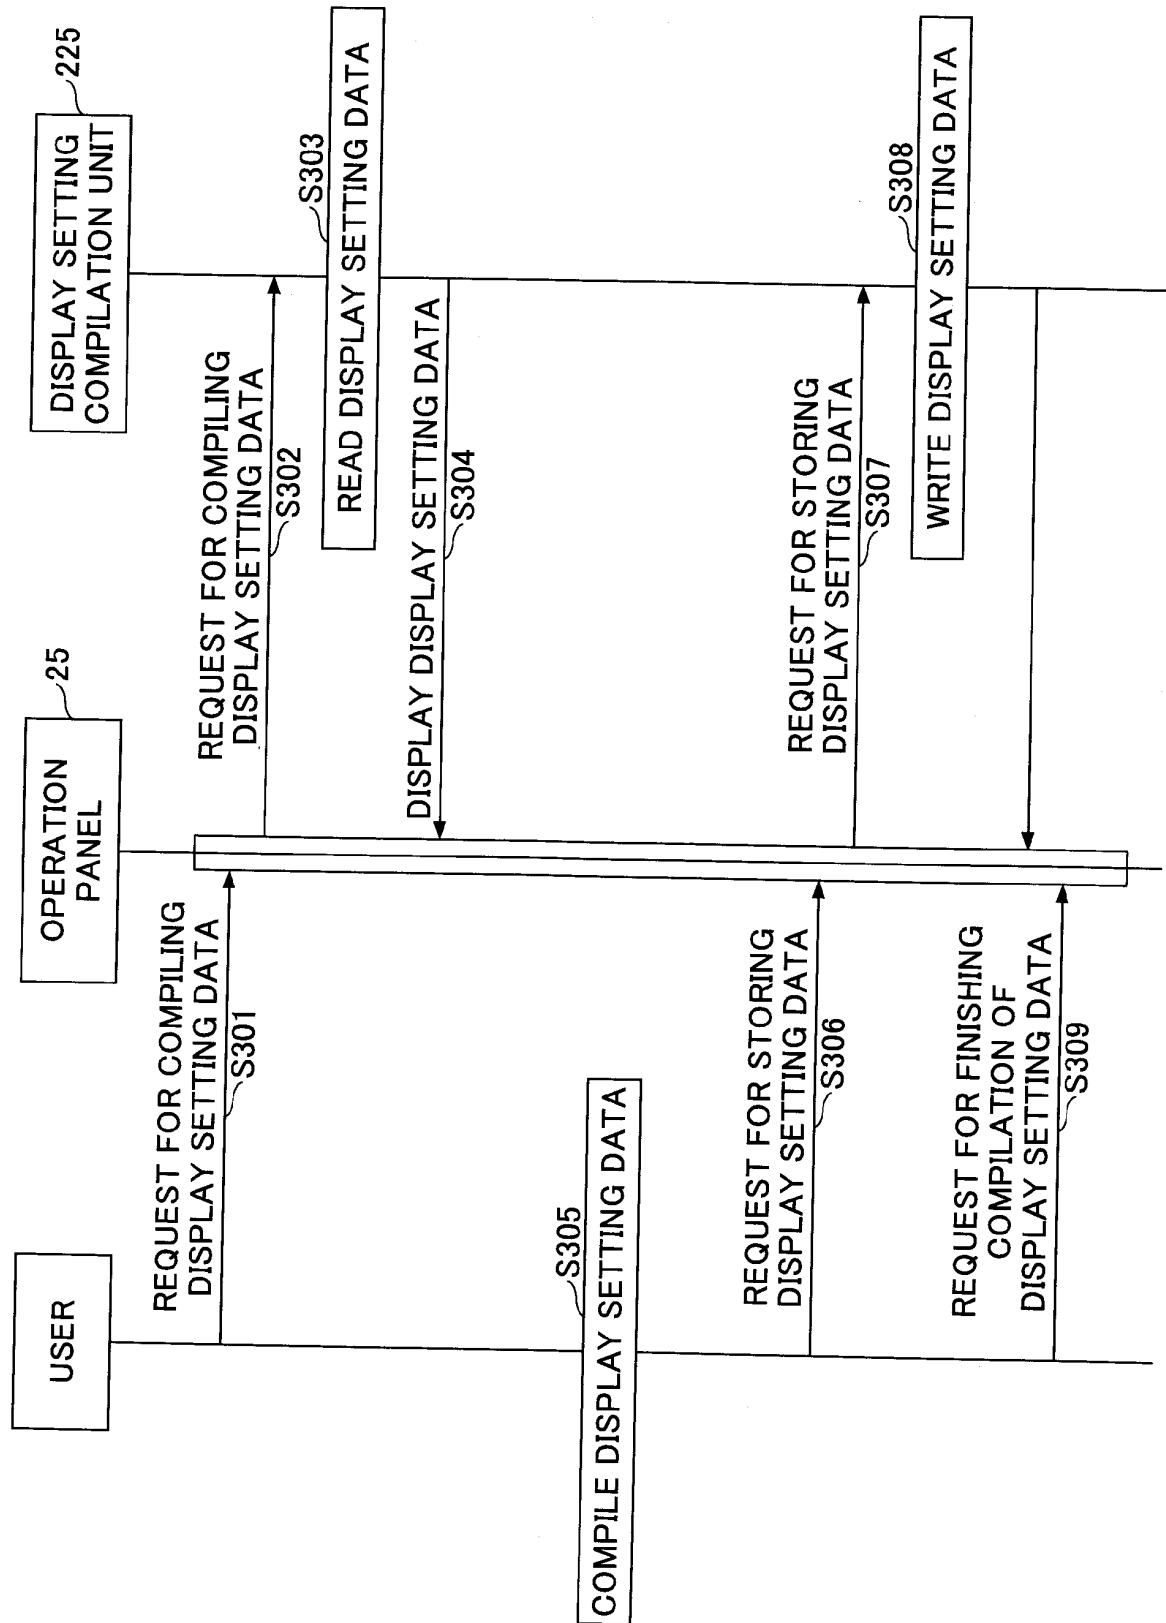 USER
OPERATION
PANEL
25
DISPLAY SETTING
COMPILATION UNIT
225
REQUEST FOR COMPILING
DISPLAY SETTING DATA
S301
REQUEST FOR COMPILING
DISPLAY SETTING DATA
S302
S303
READ DISPLAY SETTING DATA
DISPLAY DISPLAY SETTING DATA
S304
S305
COMPILE DISPLAY SETTING DATA
REQUEST FOR STORING
DISPLAY SETTING DATA
S306
REQUEST FOR STORING
DISPLAY SETTING DATA
S307
S308
WRITE DISPLAY SETTING DATA
REQUEST FOR FINISHING
COMPILATION OF
DISPLAY SETTING DATA
S309